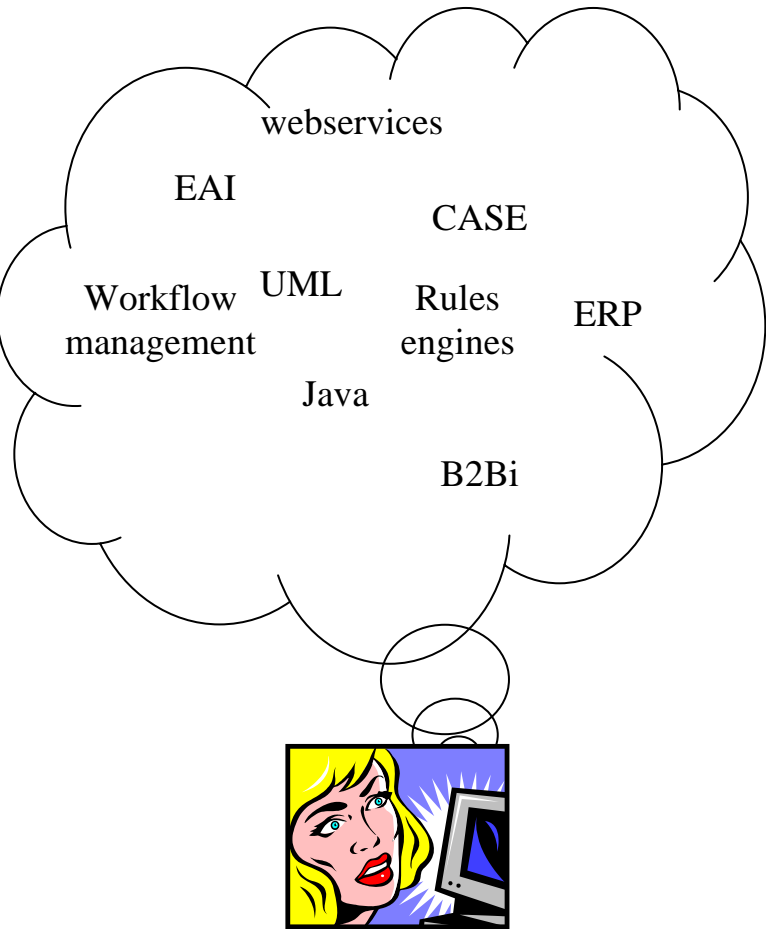 webservices
EAI
CASE
UML
Workflow
management
Rules
engines
ERP
Java
B2Bi